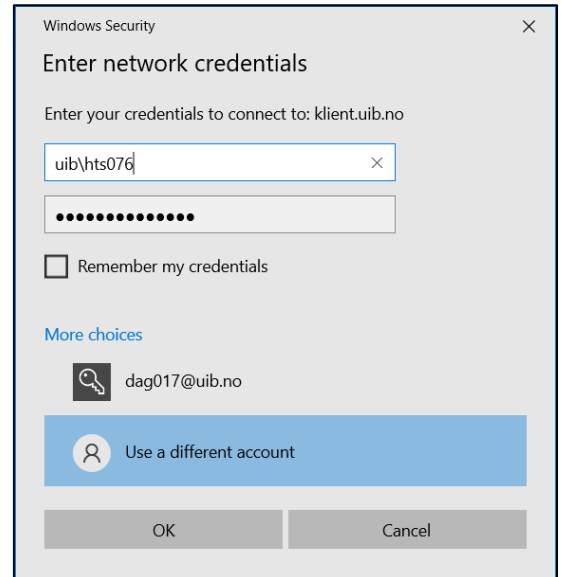 Windows Security
Enter network credentials
Enter your credentials to connect to: klient.uib.no
uib\hts076
●●●●●●●●●●●●●●
Remember my credentials
More choices
dag017@uib.no
Use a different account
OK
Cancel